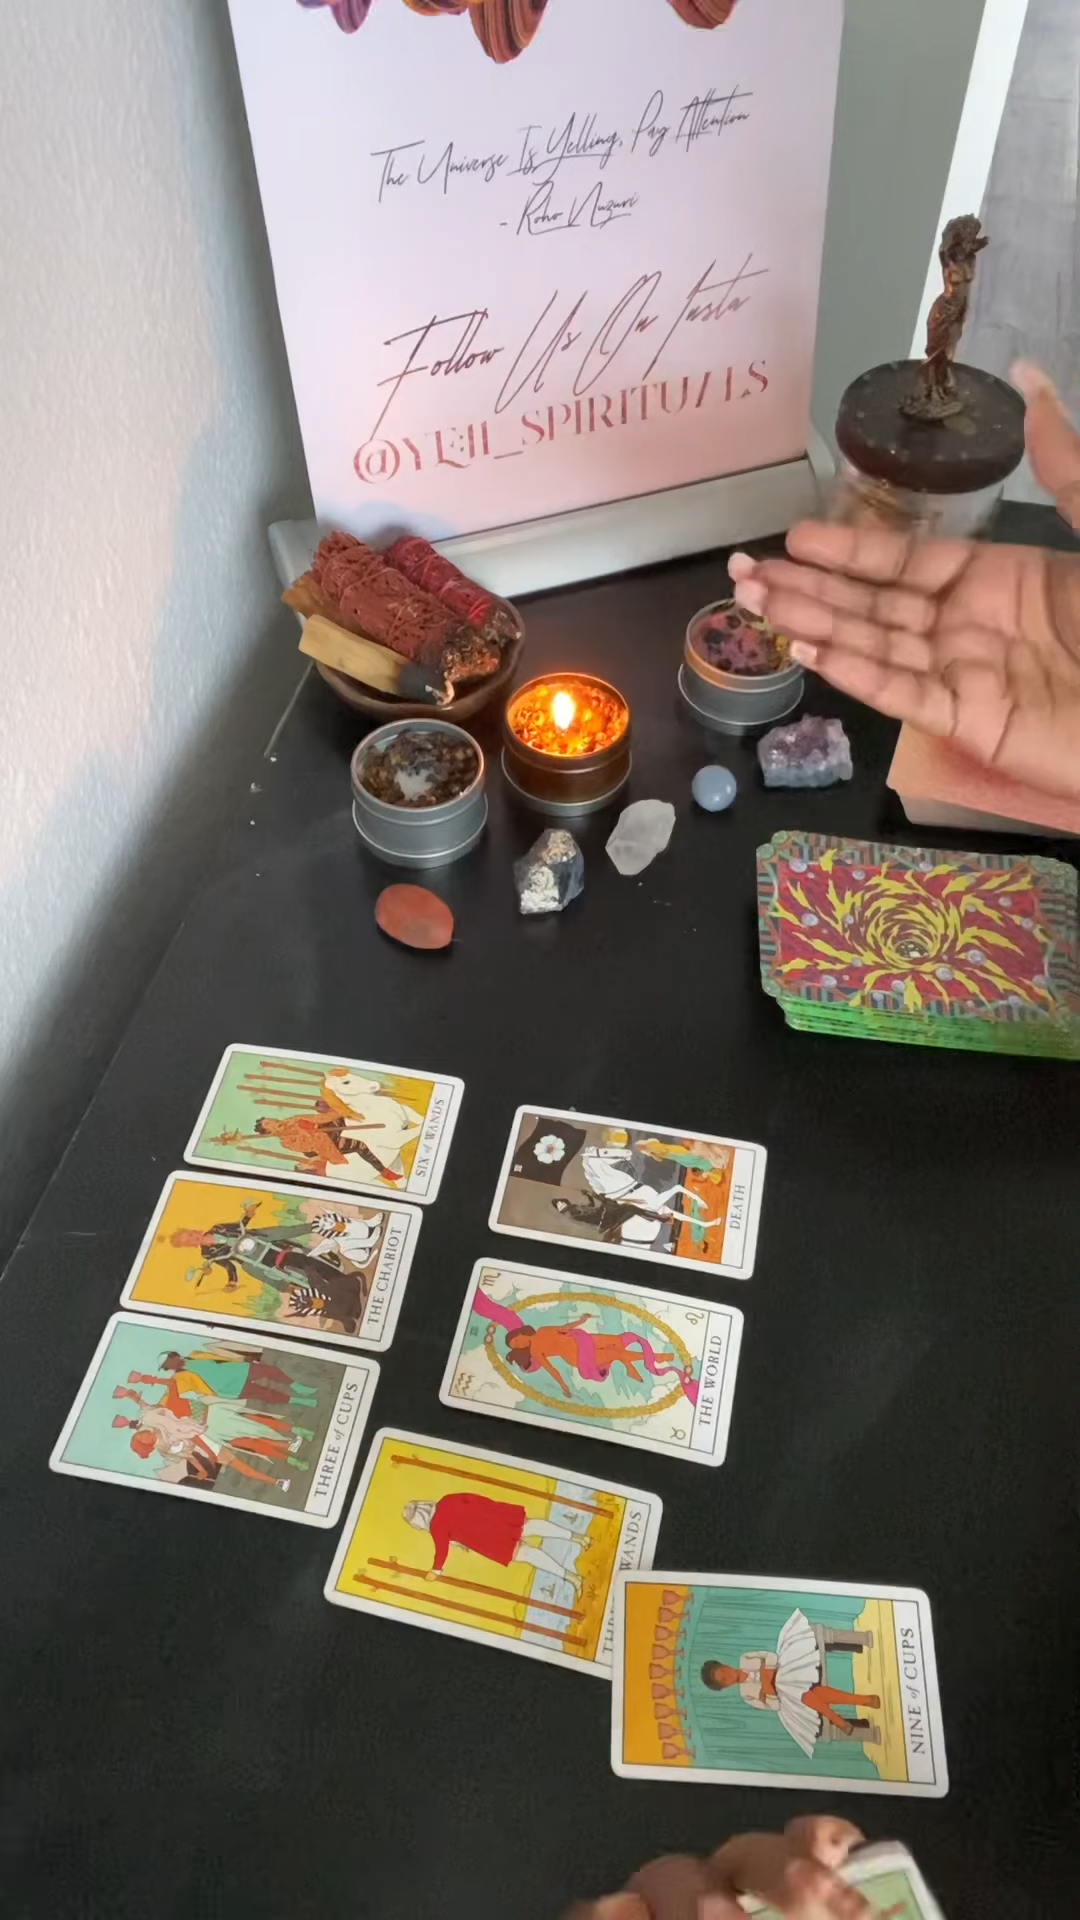 The Universe Is Yelling, Pay Attention
- Roho Nuzuri
Follow Us On Insta
@YEJI_SPIRITUALS
SIX of WANDS
DEATH
THE CHARIOT
THE WORLD
THREE of CUPS
WANDS
NINE of CUPS